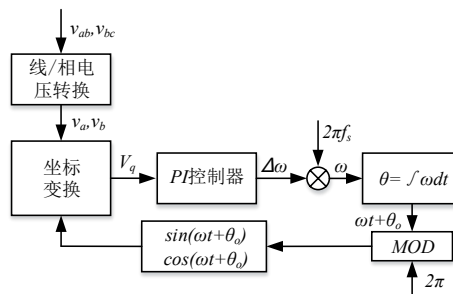 v_ab,v_bc
线/相电
压转换
v_a,v_b
2πf_s
坐标
变换
V_q
PI控制器
Δω
ω
θ=∫ωdt
ωt+θ_o
sin(ωt+θ_o)
cos(ωt+θ_o)
MOD
2π